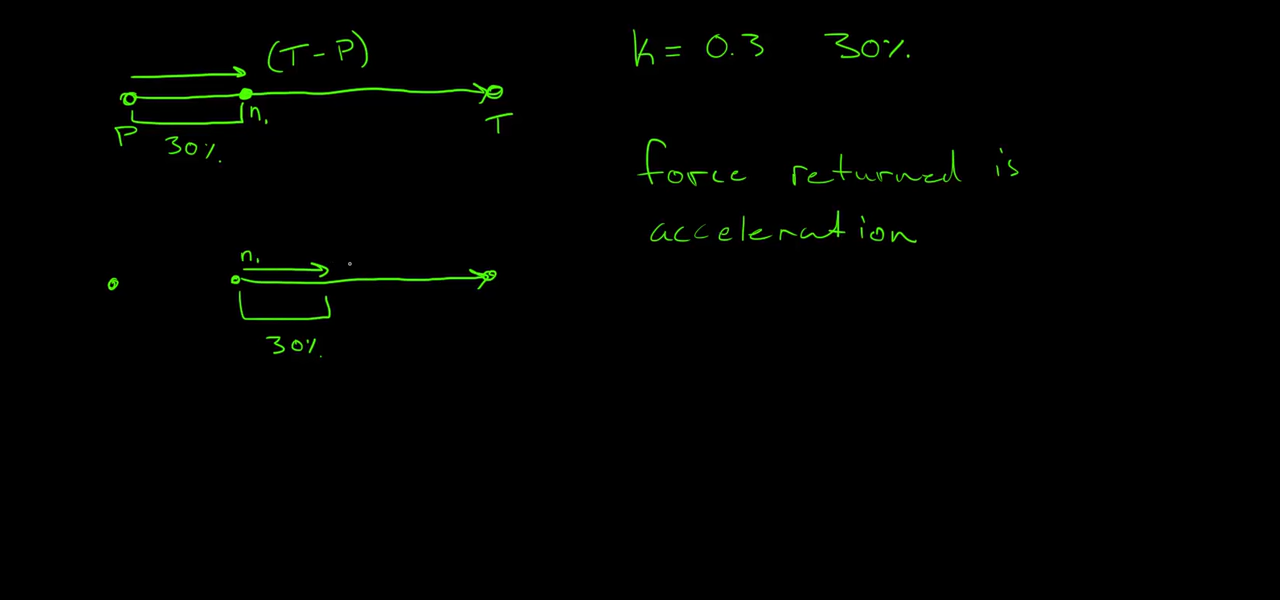 (T - P)
n.
P
T
30%.
k = 0.3 30%.
force returned is
acceleration
n.
30%.